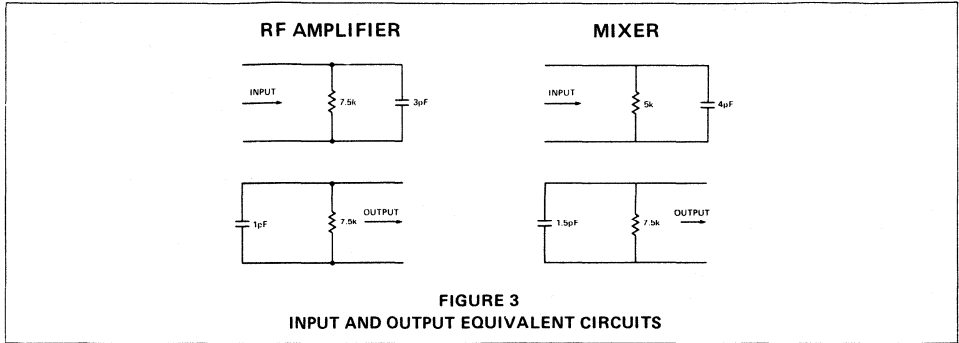 RF AMPLIFIER
MIXER
INPUT
7.5k
3pF
INPUT
5k
4pF
1pF
7.5k
OUTPUT
1.5pF
7.5k
OUTPUT
FIGURE 3
INPUT AND OUTPUT EQUIVALENT CIRCUITS